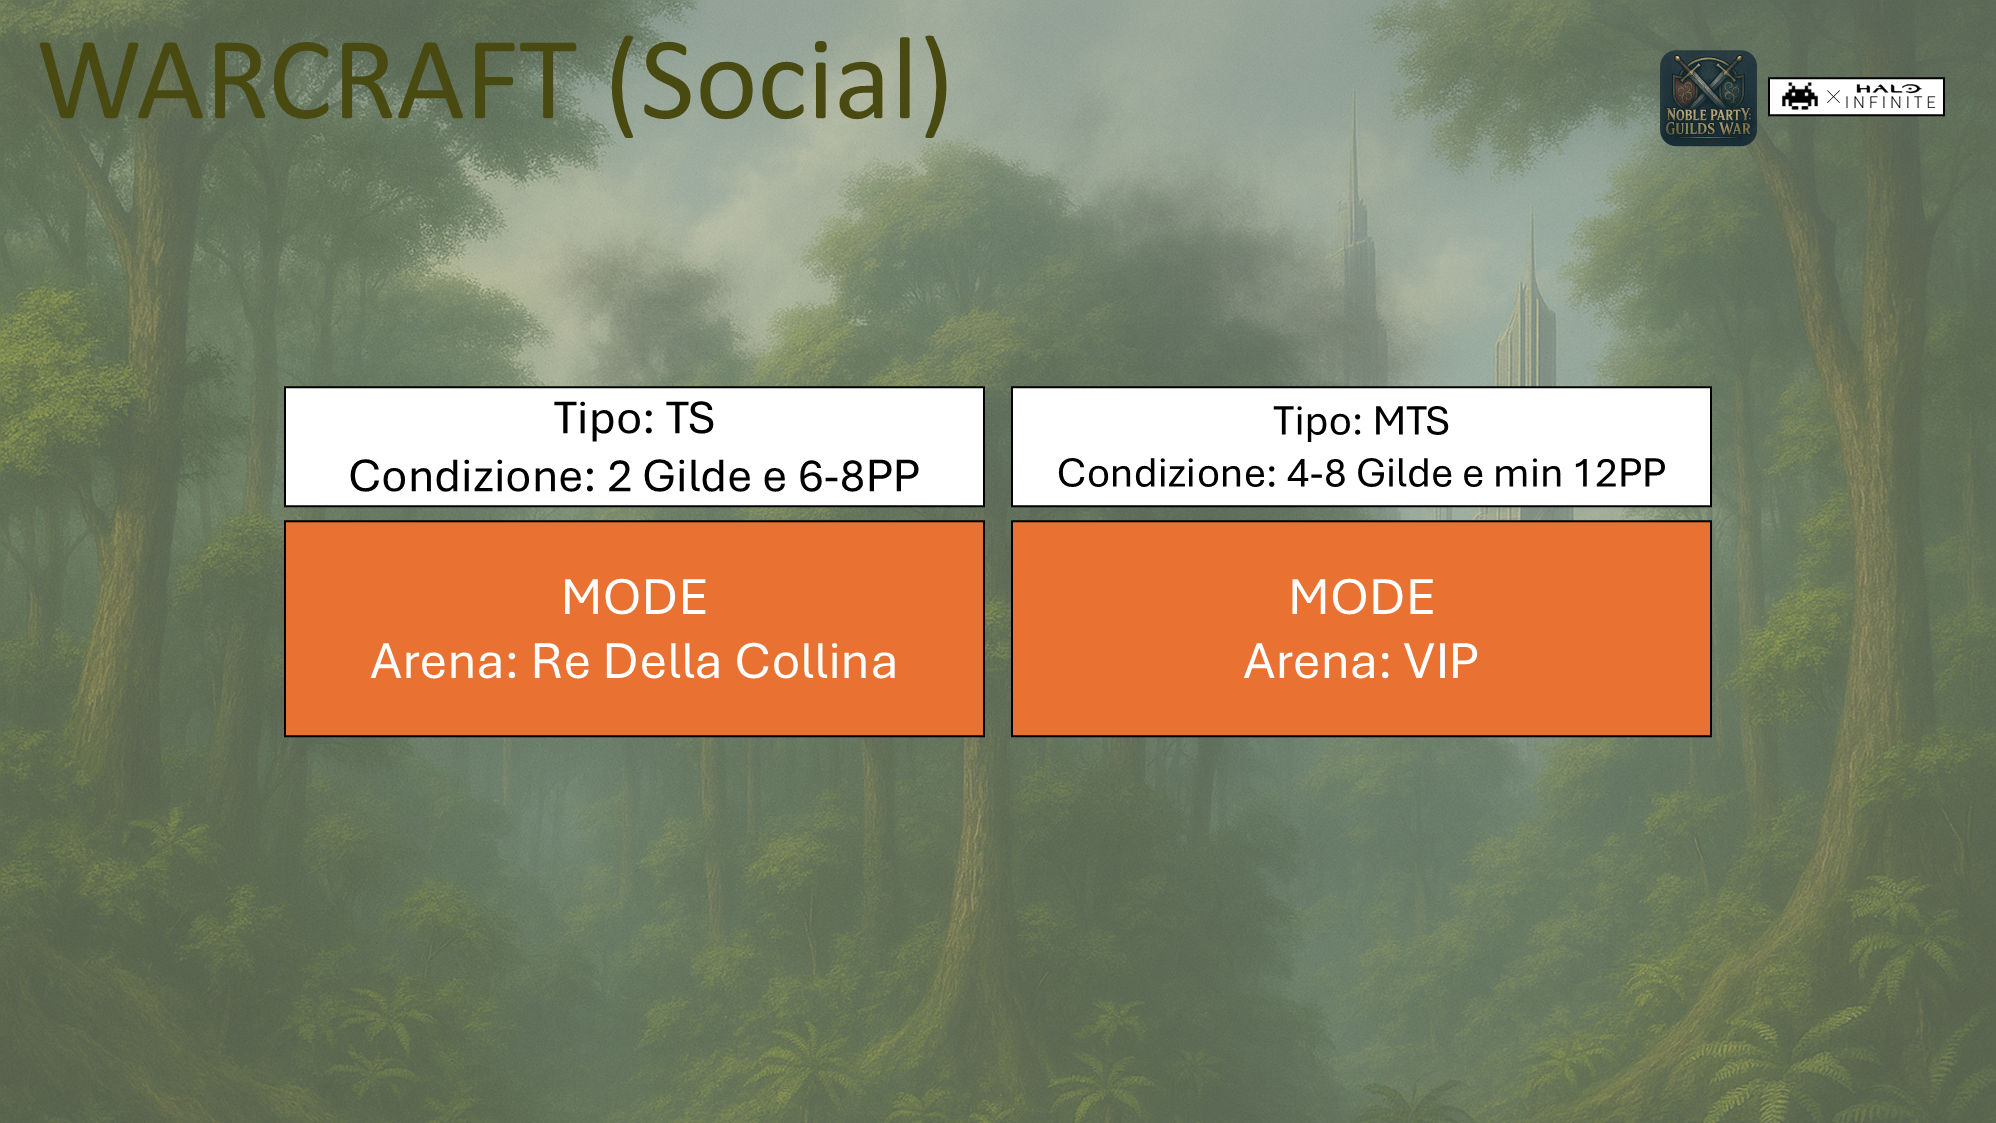 WARCRAFT (Social)
NOBLE PARTY:
GUILDS WAR
× HALO
INFINITE
Tipo: TS
Condizione: 2 Gilde e 6-8PP
Tipo: MTS
Condizione: 4-8 Gilde e min 12PP
MODE
Arena: Re Della Collina
MODE
Arena: VIP